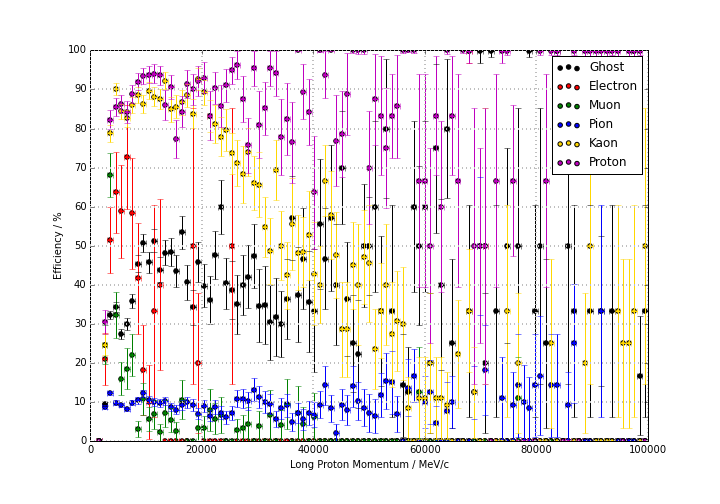 100
90
80
70
60
50
40
30
20
10
0
Efficiency / %
0 20000 40000 60000 80000 100000
Long Proton Momentum / MeV/c
Ghost
Electron
Muon
Pion
Kaon
Proton